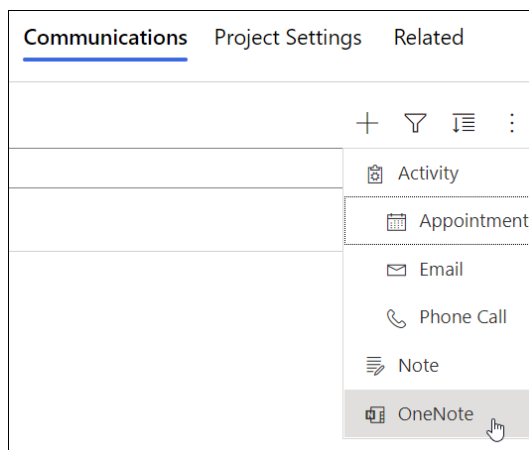 Communications Project Settings Related
Activity
Appointment
Email
Phone Call
Note
OneNote